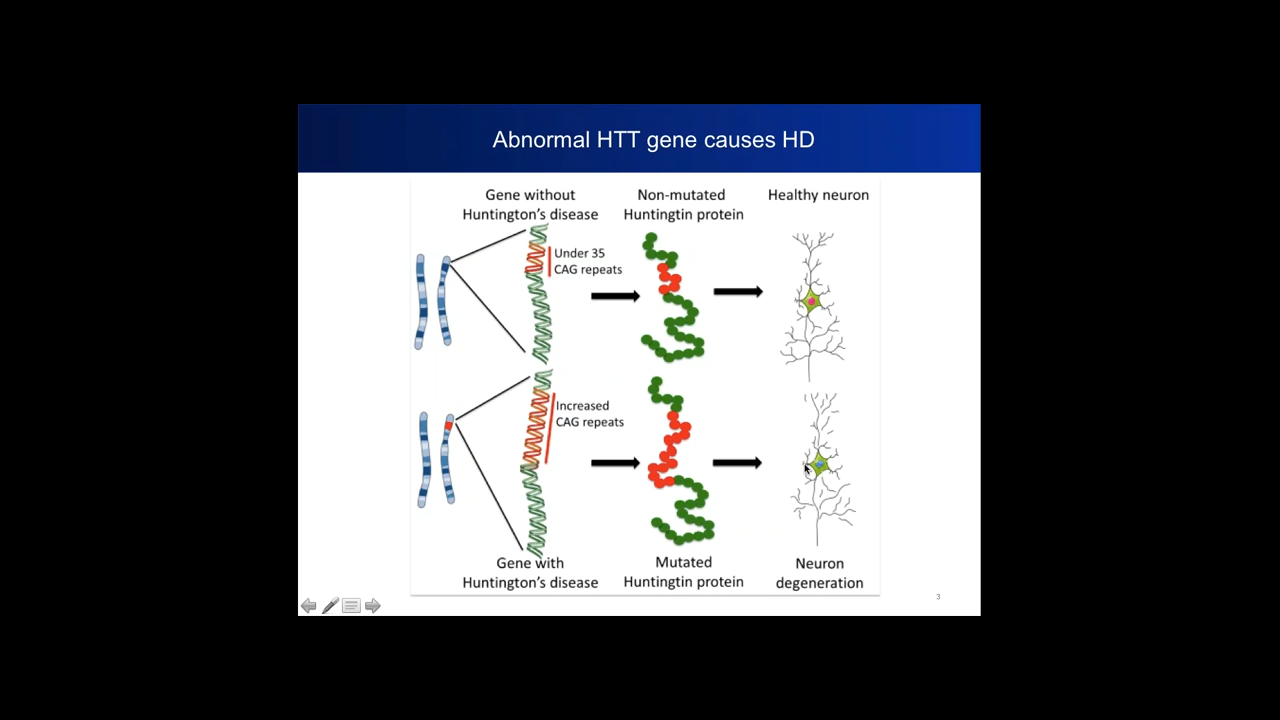 Abnormal HTT gene causes HD
Gene without
Huntington's disease
Non-mutated
Huntingtin protein
Healthy neuron
Under 35
CAG repeats
Increased
CAG repeats
Gene with
Huntington's disease
Mutated
Huntingtin protein
Neuron
degeneration
3